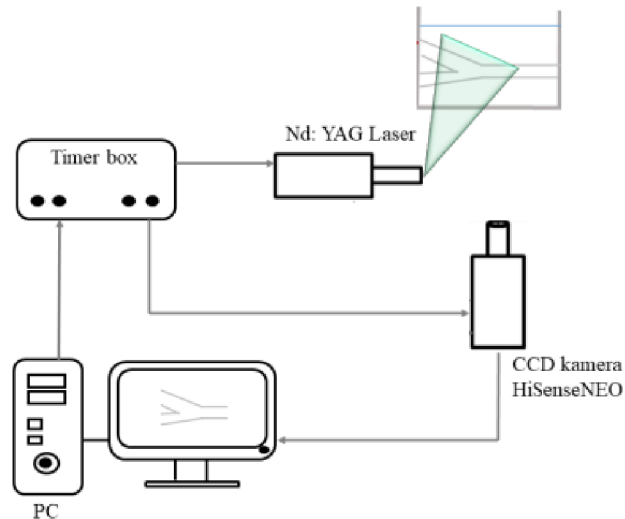 Nd: YAG Laser
Timer box
CCD kamera
HiSenseNEO
PC